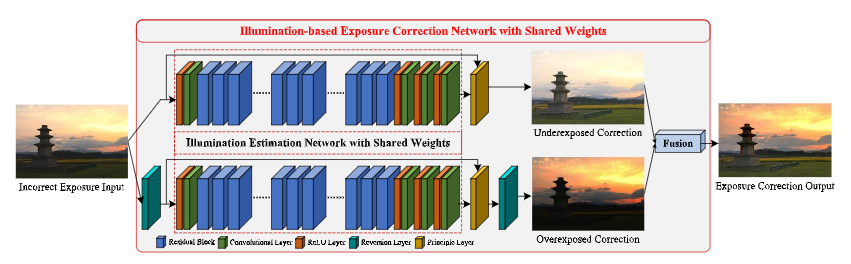 Illumination-based Exposure Correction Network with Shared Weights
Underexposed Correction
Illumination Estimation Network with Shared Weights
Fusion
Incorrect Exposure Input
Exposure Correction Output
Overexposed Correction
Residual Block
Convolutional Layer
ReLU Layer
Reversion Layer
Principle Layer